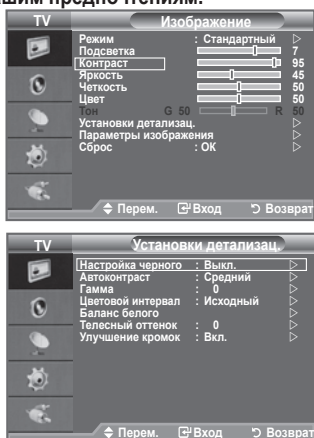 ашим предпочтениям.
TV Изображение
Режим : Стандартный
Подсветка 7
Контраст 95
Яркость 45
Четкость 50
Цвет 50
Тон G 50 R 50
Установки детализац.
Параметры изображения
Сброс : ОК
Перем. Вход Возврат
TV Установки детализац.
Настройка черного : Выкл.
Автоконтраст : Средний
Гамма : 0
Цветовой интервал : Исходный
Баланс белого
Телесный оттенок : 0
Улучшение кромок : Вкл.
Перем. Вход Возврат